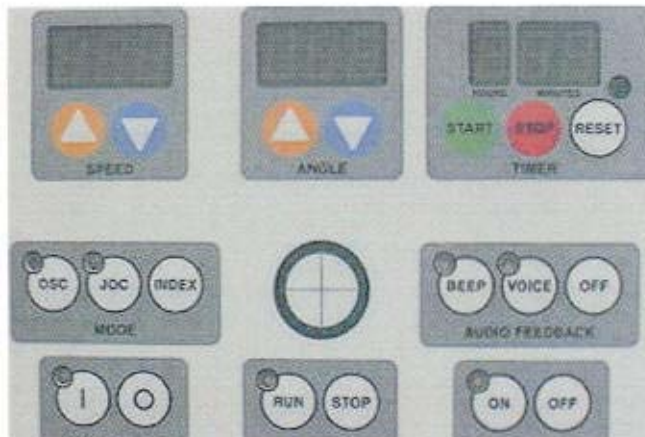 HOURS MINUTES
START STOP RESET
SPEED ANGLE TIMER
OSC JOC INDEX
BEEP VOICE OFF
MODE
AUDIO FEEDBACK
I O
RUN STOP
ON OFF